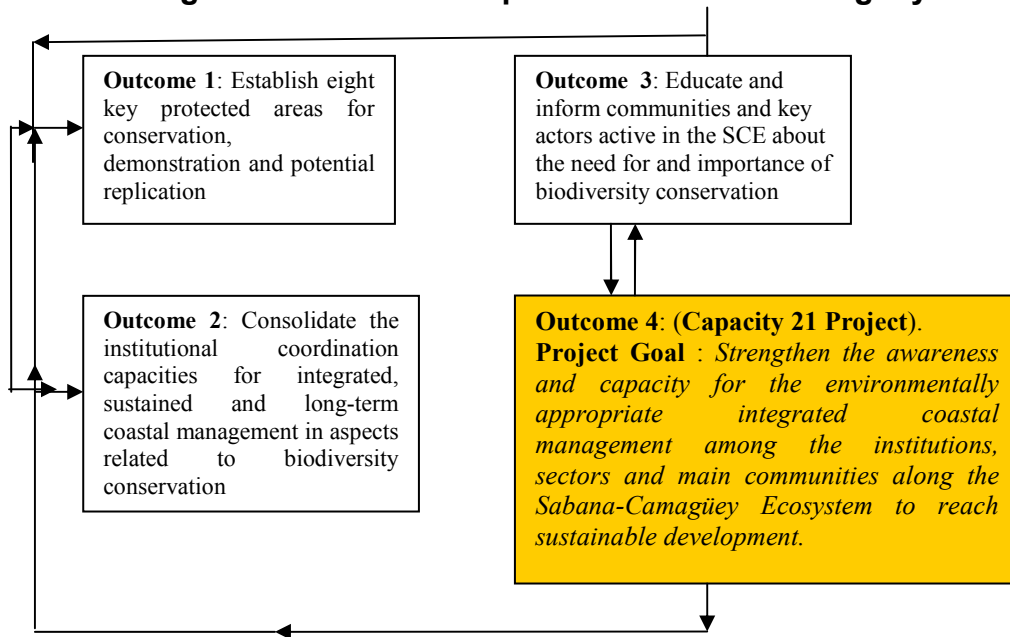 Outcome 1: Establish eight
key protected areas for
conservation,
demonstration and potential
replication
Outcome 3: Educate and
inform communities and key
actors active in the SCE about
the need for and importance of
biodiversity conservation
Outcome 2: Consolidate the
institutional coordination
capacities for integrated,
sustained and long-term
coastal management in aspects
related to biodiversity
conservation
Outcome 4: (Capacity 21 Project).
Project Goal : Strengthen the awareness
and capacity for the environmentally
appropriate integrated coastal
management among the institutions,
sectors and main communities along the
Sabana-Camagüey Ecosystem to reach
sustainable development.